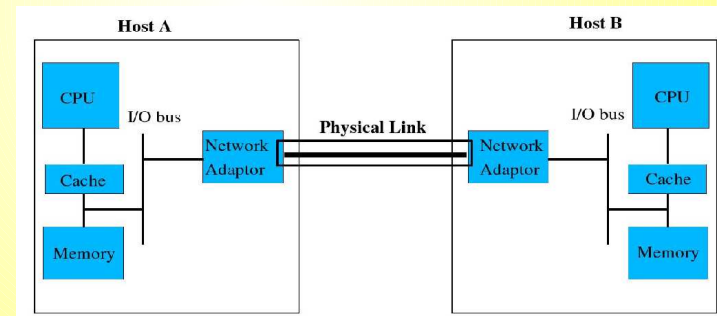 Host A
CPU
I/O bus
Cache
Memory
Network
Adaptor
Physical Link
Host B
Network
Adaptor
I/O bus
CPU
Cache
Memory